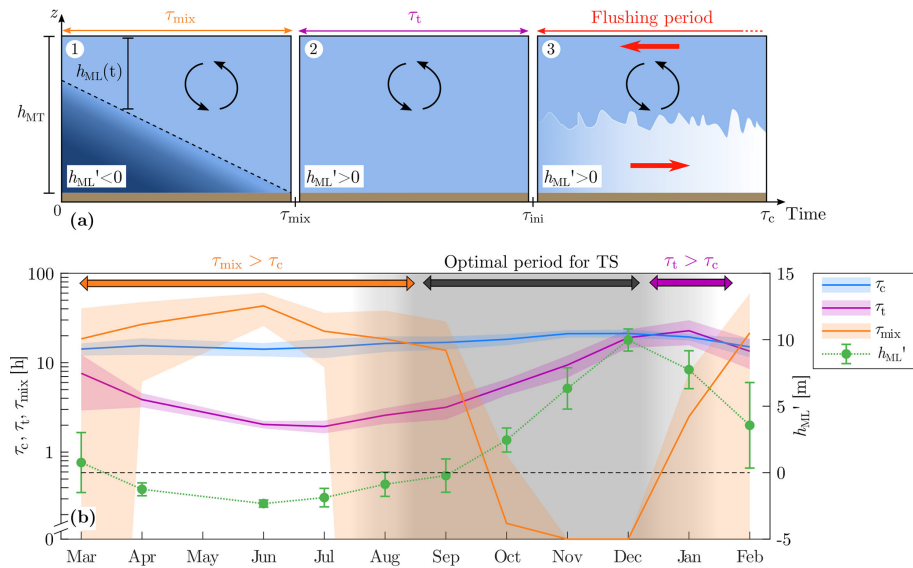 z
τmix
τt
Flushing period
1
2
3
hML(t)
hMT
hML'<0
hML'>0
hML'>0
0
(a)
τmix
τini
τc
Time
τmix > τc
Optimal period for TS
τt > τc
100
10
1
0
τc , τt , τmix [h]
15
10
5
0
-5
hML' [m]
τc
τt
τmix
hML'
(b)
Mar
Apr
May
Jun
Jul
Aug
Sep
Oct
Nov
Dec
Jan
Feb